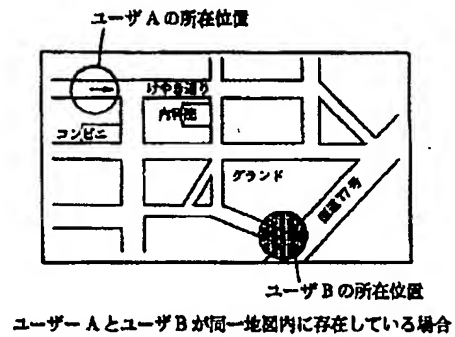 ユーザAの所在位置
けやき通り
内科医院
コンビニ
グランド
国道17号
ユーザBの所在位置
ユーザーAとユーザBが同一地図内に存在している場合